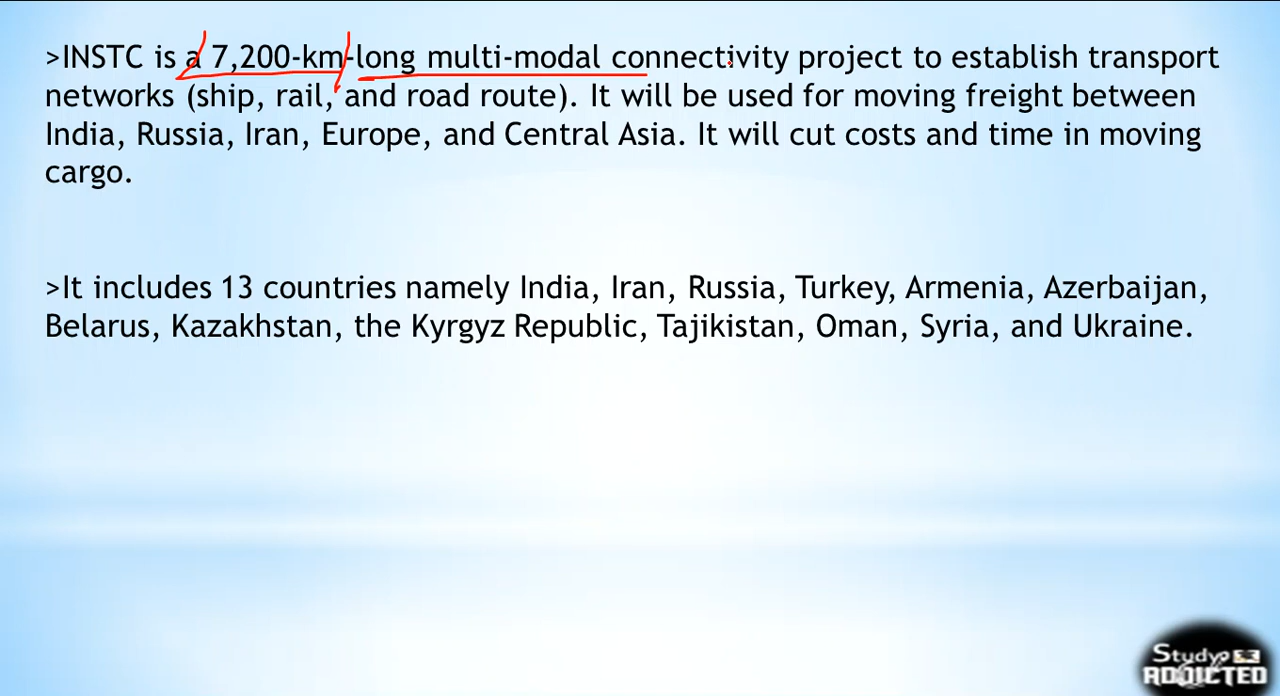 >INSTC is a 7,200-km-long multi-modal connectivity project to establish transport
networks (ship, rail, and road route). It will be used for moving freight between
India, Russia, Iran, Europe, and Central Asia. It will cut costs and time in moving
cargo.
>It includes 13 countries namely India, Iran, Russia, Turkey, Armenia, Azerbaijan,
Belarus, Kazakhstan, the Kyrgyz Republic, Tajikistan, Oman, Syria, and Ukraine.
Study
ADDICTED